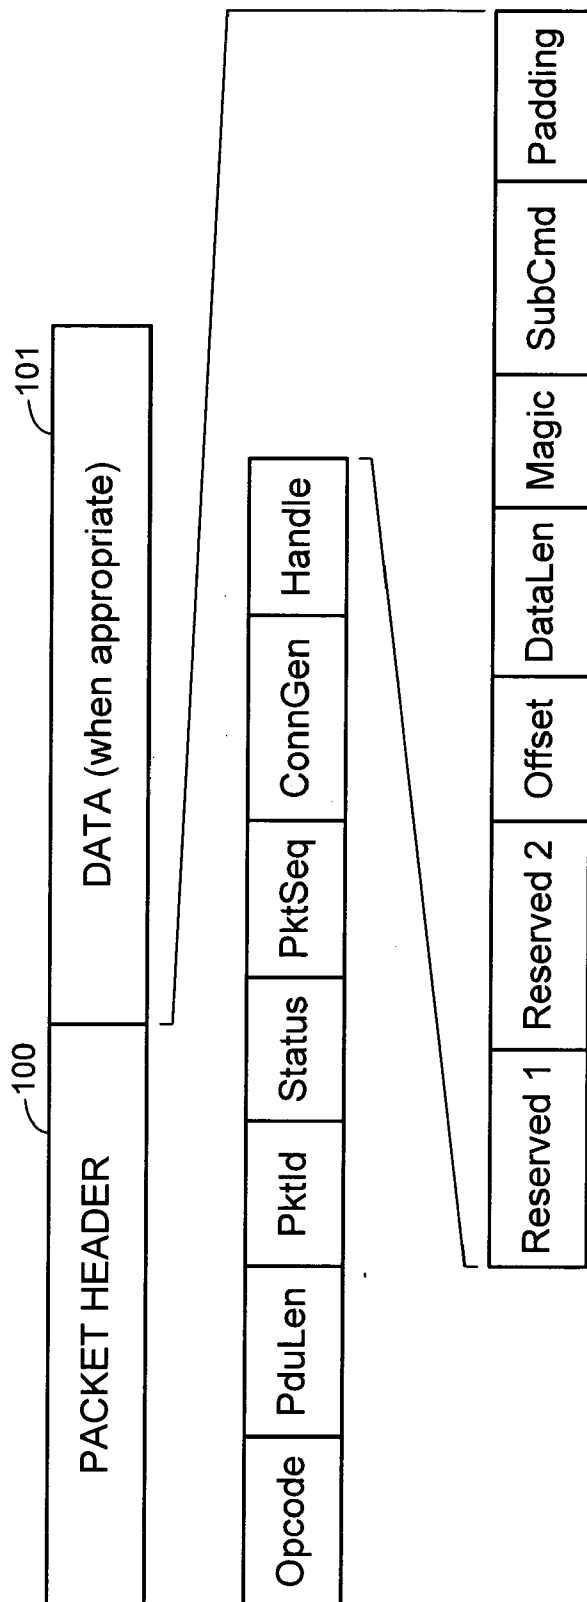 100
101
PACKET HEADER
DATA (when appropriate)
Opcode
PduLen
PktId
Status
PktSeq
ConnGen
Handle
Reserved 1
Reserved 2
Offset
DataLen
Magic
SubCmd
Padding